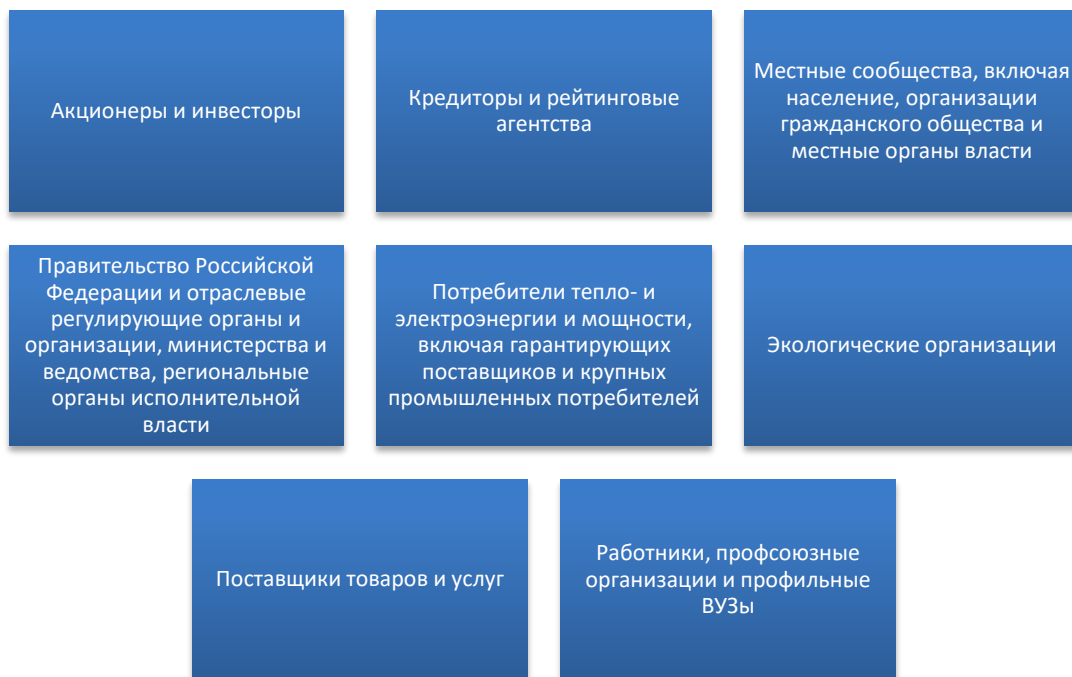 Акционеры и инвесторы
Кредиторы и рейтинговые
агентства
Местные сообщества, включая
население, организации
гражданского общества и
местные органы власти
Правительство Российской
Федерации и отраслевые
регулирующие органы и
организации, министерства и
ведомства, региональные
органы исполнительной
власти
Потребители тепло- и
электроэнергии и мощности,
включая гарантирующих
поставщиков и крупных
промышленных потребителей
Экологические организации
Поставщики товаров и услуг
Работники, профсоюзные
организации и профильные
ВУЗы